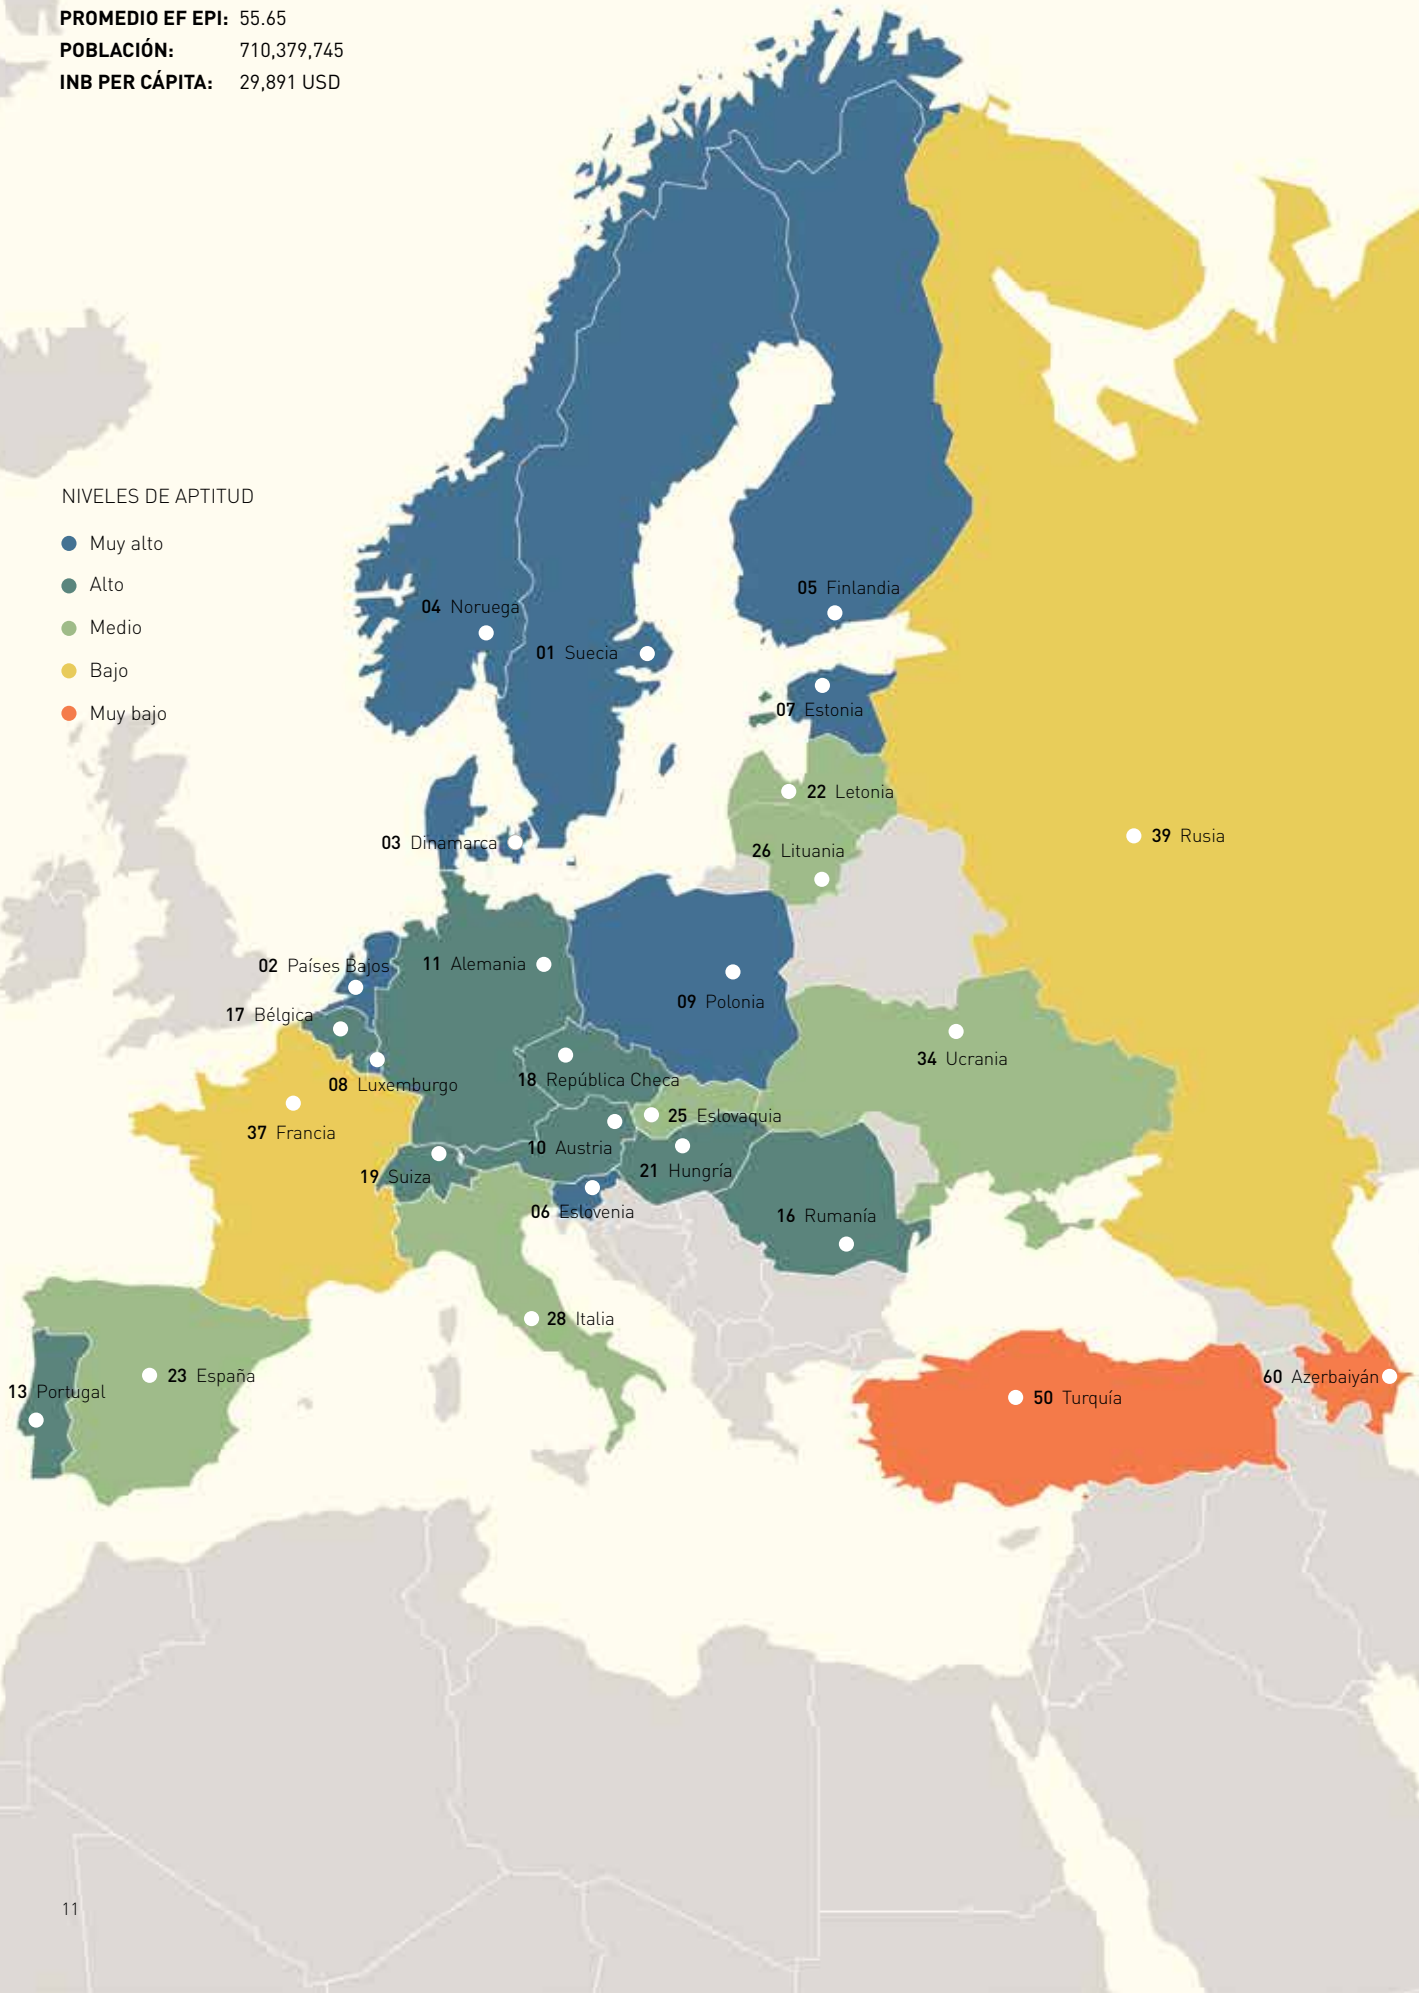 PROMEDIO EF EPI: 55.65
POBLACIÓN: 710,379,745
INB PER CÁPITA: 29,891 USD
NIVELES DE APTITUD
Muy alto
Alto
Medio
Bajo
Muy bajo
05 Finlandia
04 Noruega
01 Suecia
07 Estonia
22 Letonia
39 Rusia
03 Dinamarca
26 Lituania
02 Países Bajos
11 Alemania
09 Polonia
17 Bélgica
34 Ucrania
08 Luxemburgo
18 República Checa
25 Eslovaquia
37 Francia
10 Austria
21 Hungría
19 Suiza
06 Eslovenia
16 Rumanía
28 Italia
23 España
60 Azerbaiyán
13 Portugal
50 Turquía
11